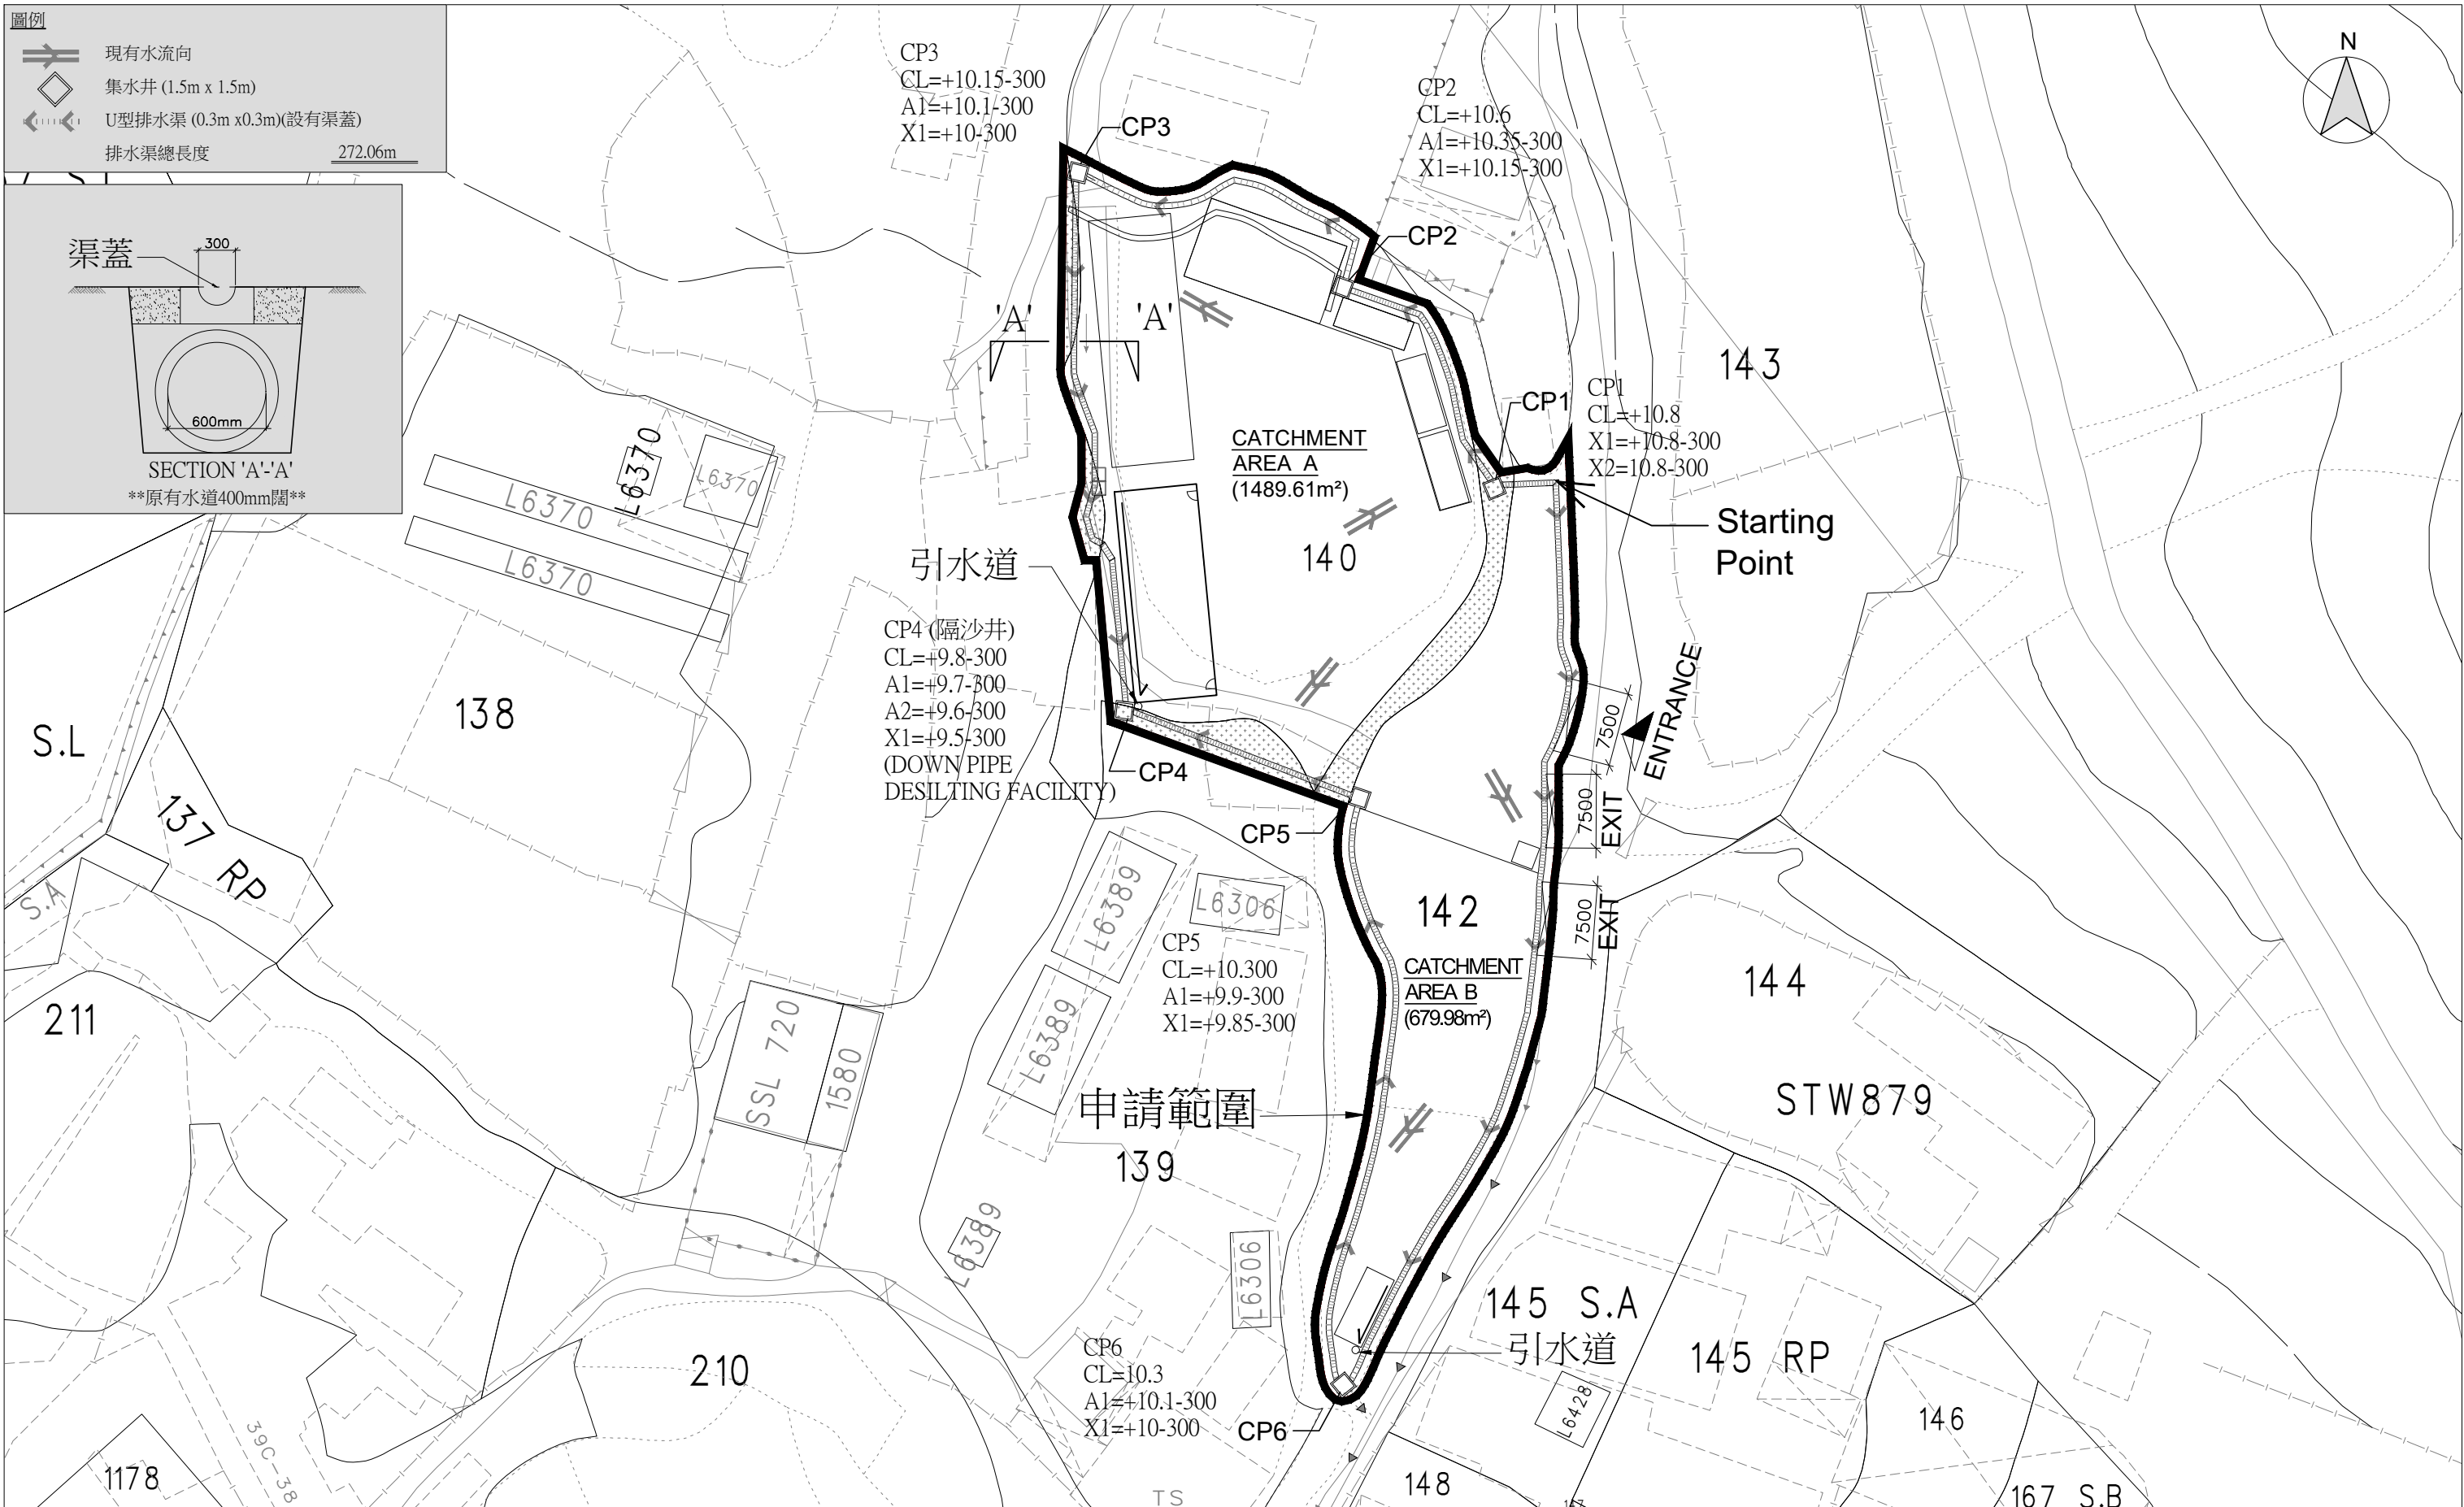 圖例
現有水流向
集水井 (1.5m x 1.5m)
U型排水渠 (0.3m x0.3m)(設有渠蓋)
排水渠總長度 272.06m
渠蓋
300
600mm
SECTION 'A'-'A'
**原有水道400mm闊**
CP3
CL=+10.15-300
A1=+10.1-300
X1=+10-300
CP3
CP2
CL=+10.6
A1=+10.35-300
X1=+10.15-300
CP2
N
'A'
'A'
143
CP1
CP1
CL=+10.8
X1=+10.8-300
X2=10.8-300
CATCHMENT
AREA A
(1489.61m²)
Starting
Point
140
L6370
L6370
L6370
L6370
引水道
CP4 (隔沙井)
CL=+9.8-300
A1=+9.7-300
A2=+9.6-300
X1=+9.5-300
(DOWN PIPE
DESILTING FACILITY)
CP4
138
S.L
137 RP
S.A
7500
ENTRANCE
7500
EXIT
7500
EXIT
CP5
L6389
L6306
142
CP5
CL=+10.300
A1=+9.9-300
X1=+9.85-300
CATCHMENT
AREA B
(679.98m²)
144
211
SSL 720
1580
L6389
申請範圍
STW879
139
L6389
L6306
145 S.A
引水道
145 RP
210
CP6
CL=10.3
A1=+10.1-300
X1=+10-300
CP6
L6428
146
39C-38
1178
148
TS
167 S.B